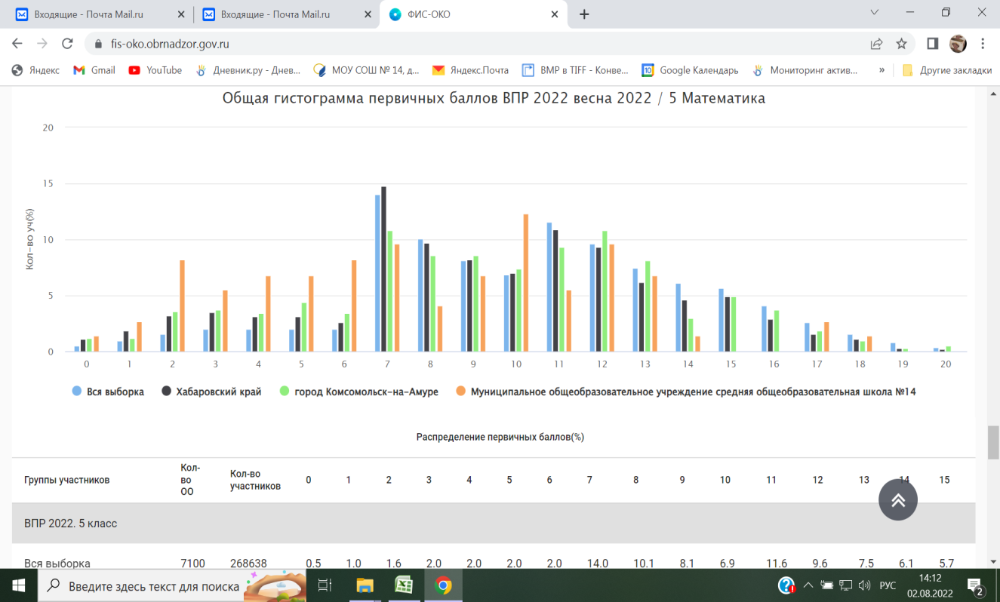 Входящие - Почта Mail.ru
Входящие - Почта Mail.ru
ФИС-ОКО
fis-oko.obrnadzor.gov.ru
Яндекс
Gmail
YouTube
Дневник.ру - Днев...
МОУ СОШ № 14, д...
Яндекс.Почта
BMP в TIFF - Конве...
10 Google Календарь
Мониторинг актив...
»
Другие закладки
Общая гистограмма первичных баллов ВПР 2022 весна 2022 / 5 Математика
Кол-во уч(%)
20
15
10
5
0
0 1 2 3 4 5 6 7 8 9 10 11 12 13 14 15 16 17 18 19 20
Вся выборка Хабаровский край город Комсомольск-на-Амуре Муниципальное общеобразовательное учреждение средняя общеобразовательная школа №14
Распределение первичных баллов(%)
Группы участников
Кол-
во
ОО
Кол-во
участников
0 1 2 3 4 5 6 7 8 9 10 11 12 13 14 15
ВПР 2022. 5 класс
Вся выборка 7100 268638 0.5 1.0 1.6 2.0 2.0 2.0 2.0 14.0 10.1 8.1 6.9 11.6 9.6 7.5 6.1 5.7
Введите здесь текст для поиска
РУС
14:12
02.08.2022
2